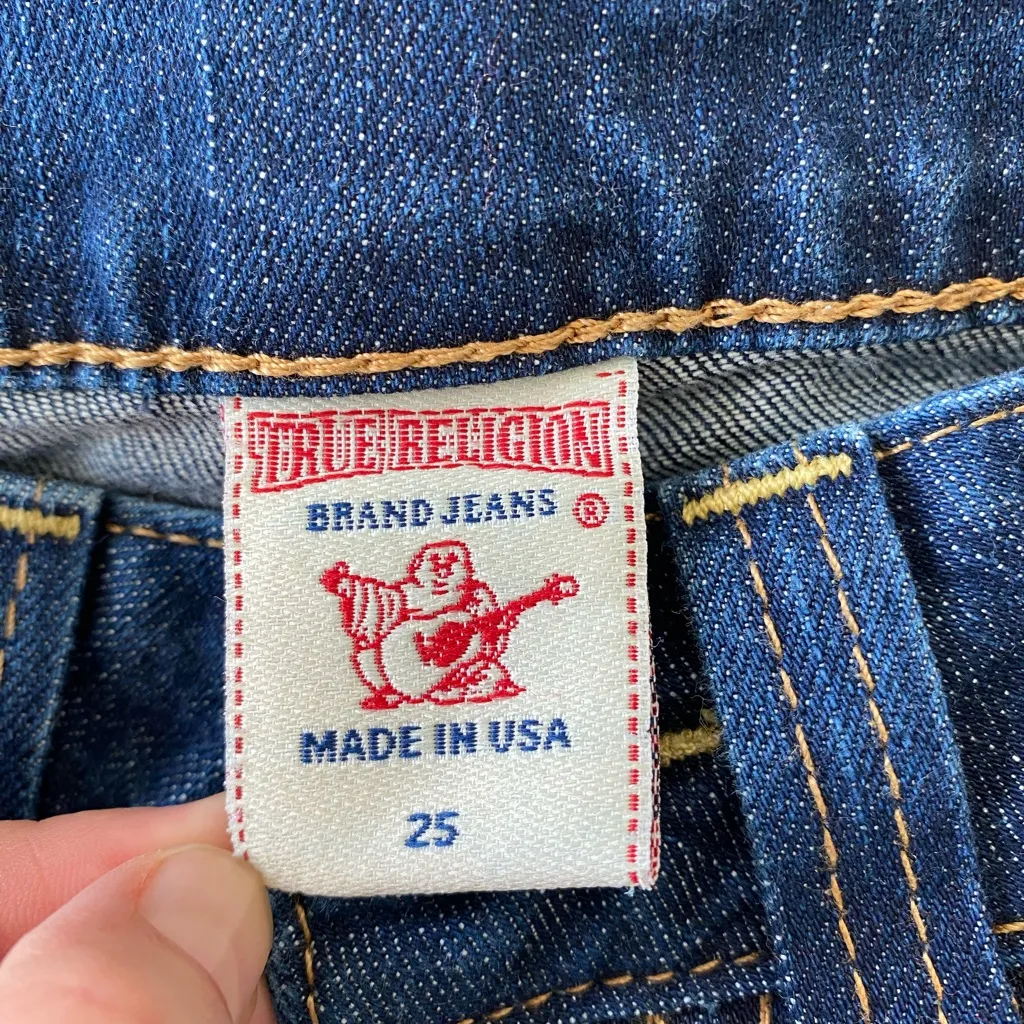 TRUE RELIGION
BRAND JEANS ®
MADE IN USA
25